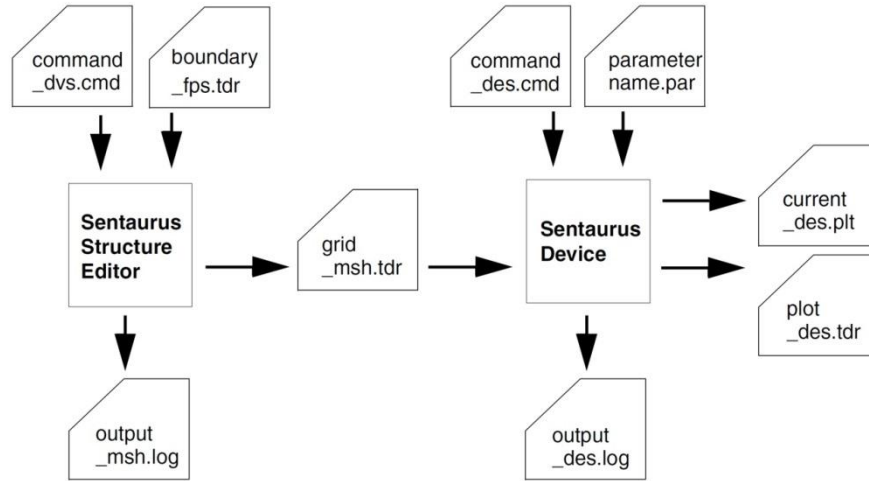 command
_dvs.cmd
boundary
_fps.tdr
command
_des.cmd
parameter
name.par
Sentaurus
Structure
Editor
grid
_msh.tdr
Sentaurus
Device
current
_des.plt
plot
_des.tdr
output
_msh.log
output
_des.log